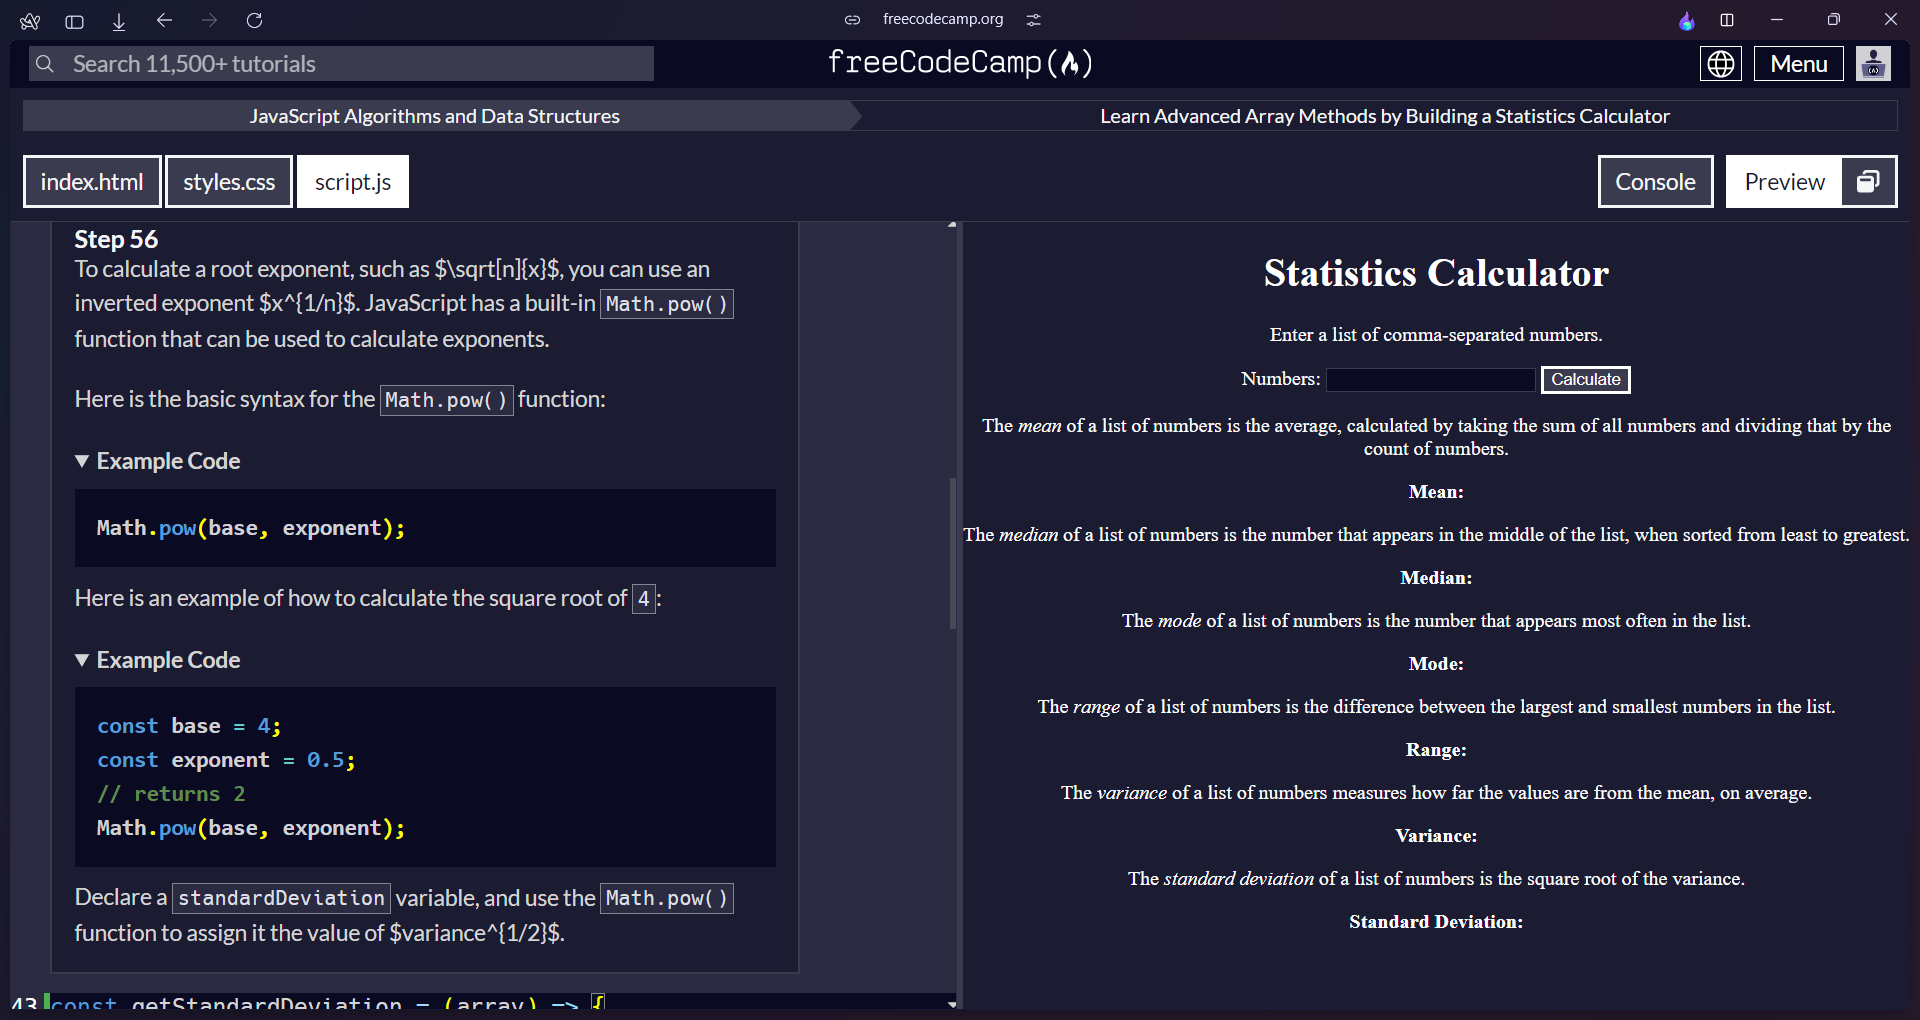 freecodecamp.org
Search 11,500+ tutorials
freeCodeCamp(🔥)
Menu
JavaScript Algorithms and Data Structures
Learn Advanced Array Methods by Building a Statistics Calculator
index.html
styles.css
script.js
Console
Preview
Step 56
To calculate a root exponent, such as $\sqrt[n]{x}$, you can use an
inverted exponent $x^{1/n}$. JavaScript has a built-in Math.pow()
function that can be used to calculate exponents.
Here is the basic syntax for the Math.pow() function:
Example Code
Math.pow(base, exponent);
Here is an example of how to calculate the square root of 4:
Example Code
const base = 4;
const exponent = 0.5;
// returns 2
Math.pow(base, exponent);
Declare a standardDeviation variable, and use the Math.pow()
function to assign it the value of $variance^{1/2}$.
43 const getStandardDeviation = (array) => {
Statistics Calculator
Enter a list of comma-separated numbers.
Numbers:
Calculate
The mean of a list of numbers is the average, calculated by taking the sum of all numbers and dividing that by the
count of numbers.
Mean:
The median of a list of numbers is the number that appears in the middle of the list, when sorted from least to greatest.
Median:
The mode of a list of numbers is the number that appears most often in the list.
Mode:
The range of a list of numbers is the difference between the largest and smallest numbers in the list.
Range:
The variance of a list of numbers measures how far the values are from the mean, on average.
Variance:
The standard deviation of a list of numbers is the square root of the variance.
Standard Deviation: